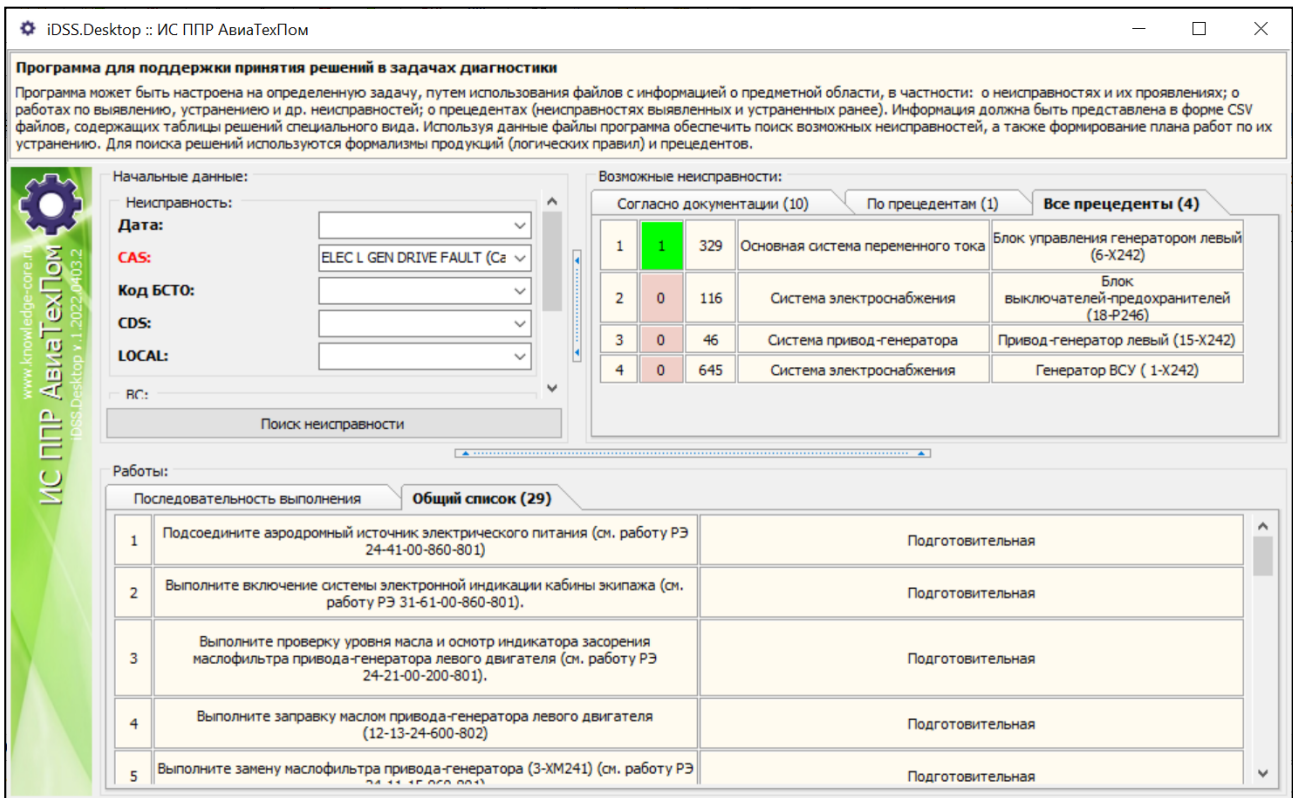 iDSS.Desktop :: ИС ППР АвиаТехПом
Программа для поддержки принятия решений в задачах диагностики
Программа может быть настроена на определенную задачу, путем использования файлов с информацией о предметной области, в частности: о неисправностях и их проявлениях; о
работах по выявлению, устранениею и др. неисправностей; о прецедентах (неисправностях выявленных и устраненных ранее). Информация должна быть представлена в форме CSV
файлов, содержащих таблицы решений специального вида. Используя данные файлы программа обеспечить поиск возможных неисправностей, а также формирование плана работ по их
устранению. Для поиска решений используются формализмы продукций (логических правил) и прецедентов.
www.knowledge-core.ru
ИС ППР АвиаТехПом
iDSS.Desktop v.1.2022.0403.2
Начальные данные:
Неисправность:
Дата:
CAS:
ELEC L GEN DRIVE FAULT (Ca
Код БСТО:
CDS:
LOCAL:
ВС:
Поиск неисправности
Возможные неисправности:
Согласно документации (10)
По прецедентам (1)
Все прецеденты (4)
1
1
329
Основная система переменного тока
Блок управления генератором левый
(6-X242)
2
0
116
Система электроснабжения
Блок
выключателей-предохранителей
(18-P246)
3
0
46
Система привод-генератора
Привод-генератор левый (15-X242)
4
0
645
Система электроснабжения
Генератор ВСУ ( 1-X242)
Работы:
Последовательность выполнения
Общий список (29)
1
Подсоедините аэродромный источник электрического питания (см. работу РЭ
24-41-00-860-801)
Подготовительная
2
Выполните включение системы электронной индикации кабины экипажа (см.
работу РЭ 31-61-00-860-801).
Подготовительная
3
Выполните проверку уровня масла и осмотр индикатора засорения
маслофильтра привода-генератора левого двигателя (см. работу РЭ
24-21-00-200-801).
Подготовительная
4
Выполните заправку маслом привода-генератора левого двигателя
(12-13-24-600-802)
Подготовительная
5
Выполните замену маслофильтра привода-генератора (3-XM241) (см. работу РЭ
Подготовительная